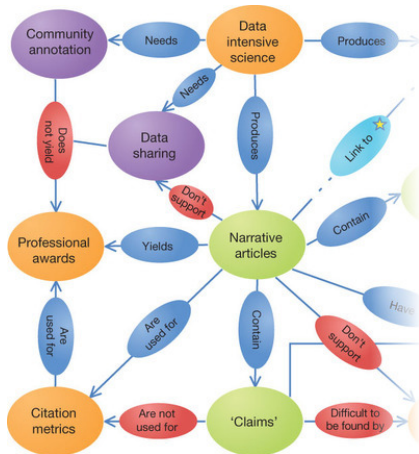 Community
annotation
Needs
Data
intensive
science
Produces
Needs
Does
not yield
Data
sharing
Produces
Link to
Don't
support
Contain
Professional
awards
Yields
Narrative
articles
Are
used for
Are
used for
Contain
Have
Don't
support
Citation
metrics
Are not
used for
'Claims'
Difficult to
be found by